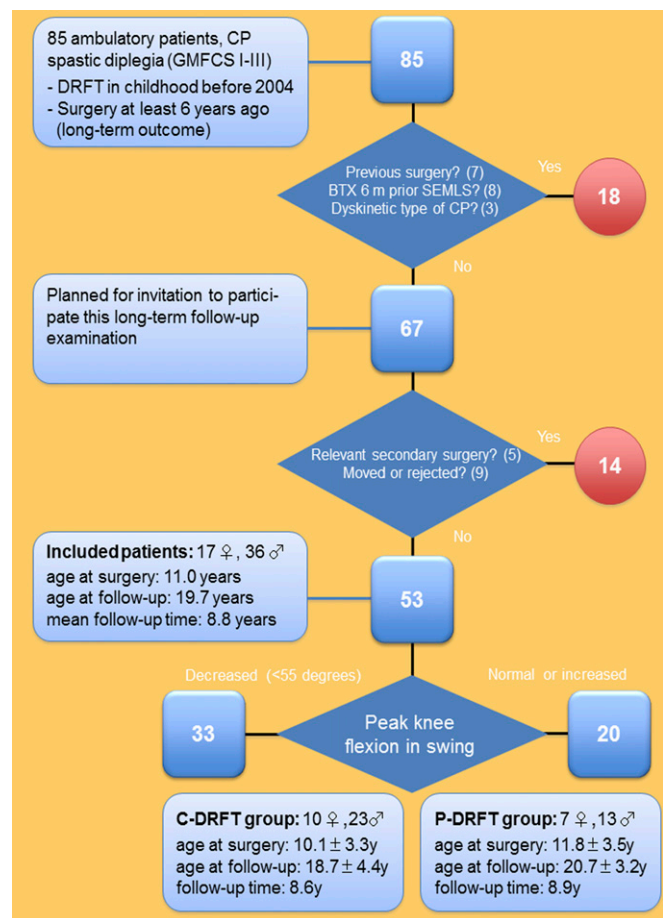 85 ambulatory patients, CP
spastic diplegia (GMFCS I-III)
- DRFT in childhood before 2004
- Surgery at least 6 years ago
(long-term outcome)
85
Previous surgery? (7)
BTX 6 m prior SEMLS? (8)
Dyskinetic type of CP? (3)
Yes
18
No
Planned for invitation to partici-
pate this long-term follow-up
examination
67
Relevant secondary surgery? (5)
Moved or rejected? (9)
Yes
14
No
Included patients: 17 ♀, 36 ♂
age at surgery: 11.0 years
age at follow-up: 19.7 years
mean follow-up time: 8.8 years
53
Decreased (<55 degrees)
Normal or increased
33
Peak knee
flexion in swing
20
C-DRFT group: 10 ♀,23♂
age at surgery: 10.1 ± 3.3y
age at follow-up: 18.7± 4.4y
follow-up time: 8.6y
P-DRFT group: 7 ♀,13♂
age at surgery: 11.8± 3.5y
age at follow-up: 20.7± 3.2y
follow-up time: 8.9y